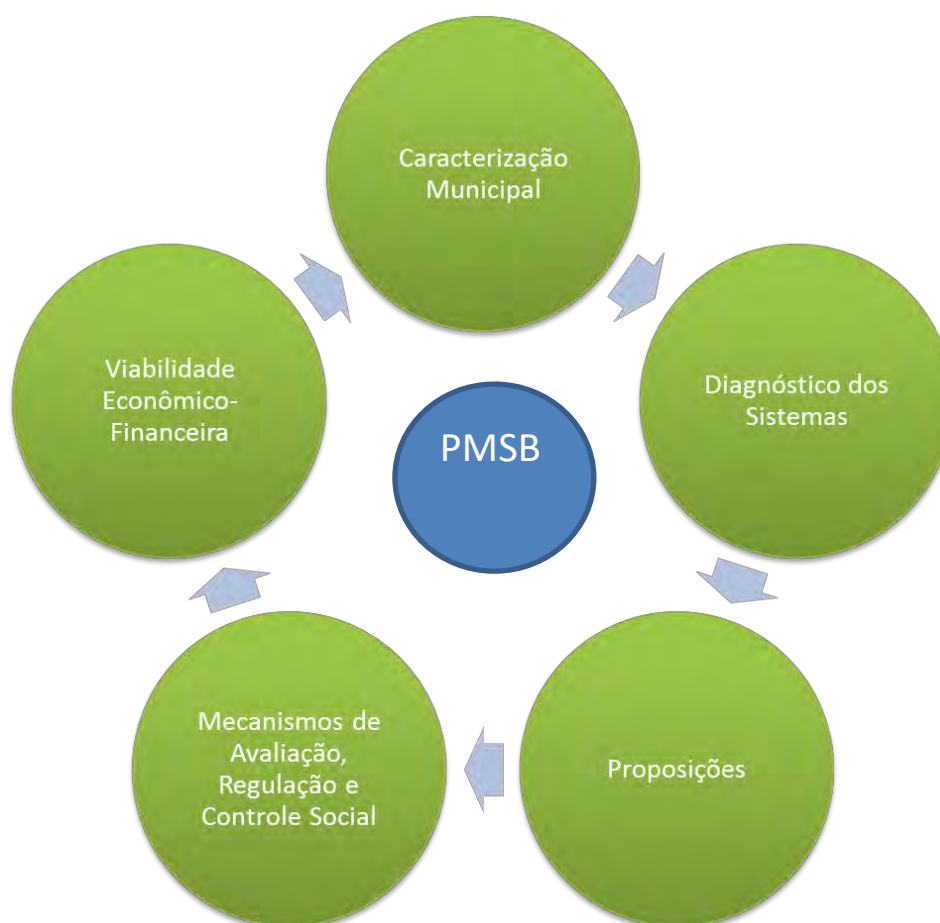 Caracterização
Municipal
Diagnóstico dos
Sistemas
Proposições
Mecanismos de
Avaliação,
Regulação e
Controle Social
Viabilidade
Econômico-
Financeira
PMSB